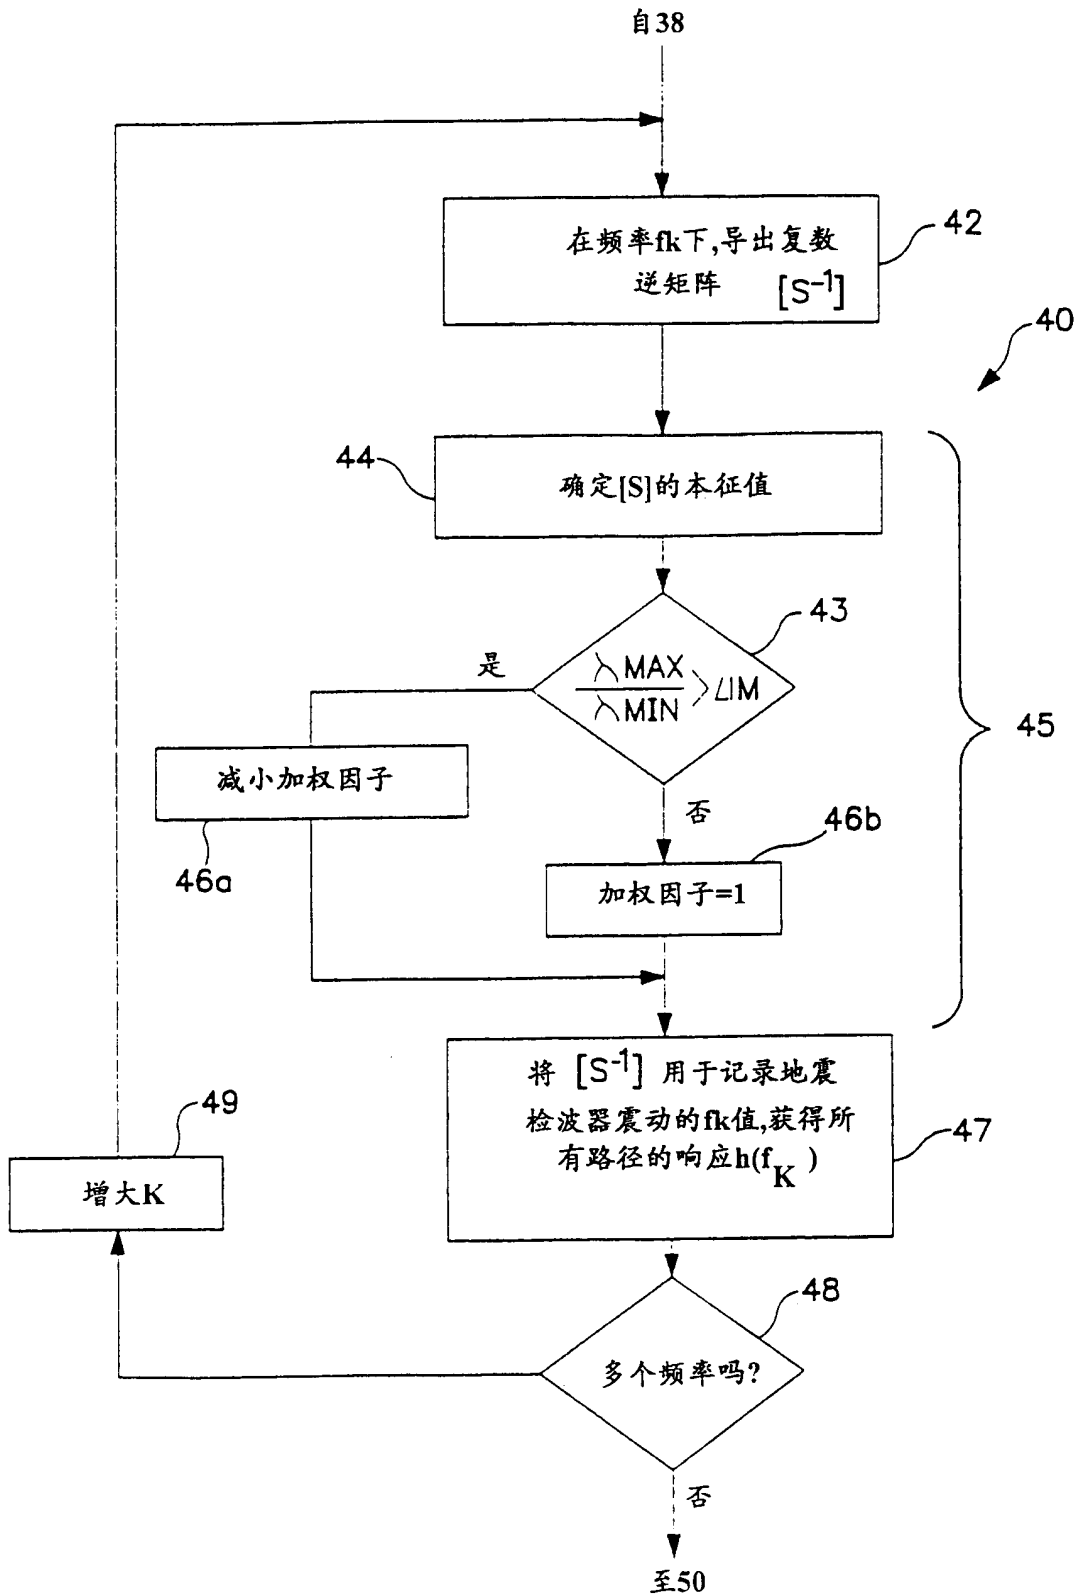 自38
在频率fk下,导出复数
逆矩阵 [S⁻¹]
42
40
44
确定[S]的本征值
43
是
λMAX
λMIN
>LIM
45
减小加权因子
否
46b
46a
加权因子=1
将 [S⁻¹] 用于记录地震
检波器震动的fk值,获得所
有路径的响应h(f_K)
49
47
增大K
48
多个频率吗?
否
至50